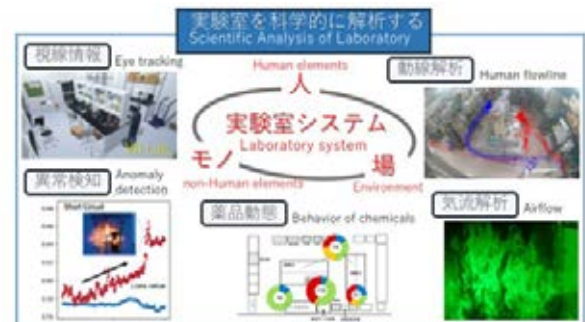 実験室を科学的に解析する
Scientific Analysis of Laboratory
視線情報
Eye tracking
Human elements
人
動線解析
Human flowline
実験室システム
Laboratory system
モノ
non-Human elements
場
Environment
異常検知
Anomaly
detection
薬品動態
Behavior of chemicals
気流解析
Airflow
Short Circuit